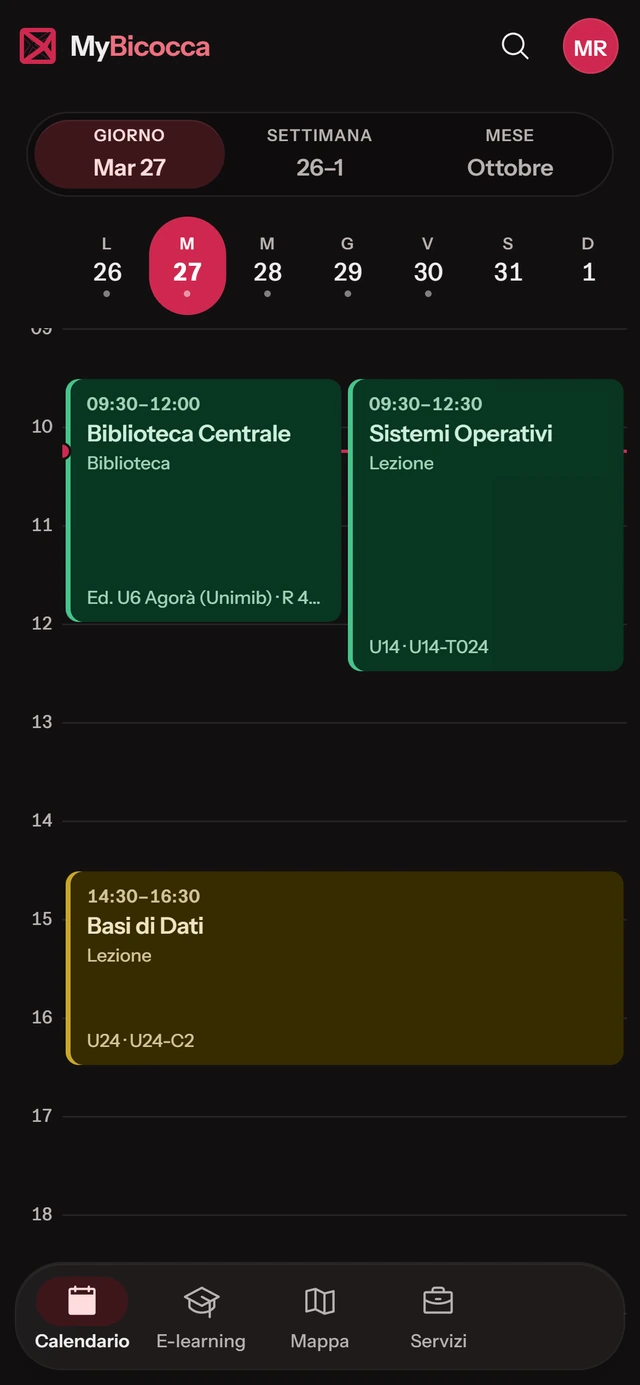 MyBicocca
MR
GIORNO SETTIMANA MESE
Mar 27 26–1 Ottobre
L M M G V S D
26 27 28 29 30 31 1
09
09:30–12:00 09:30–12:30
10 Biblioteca Centrale Sistemi Operativi
Biblioteca Lezione
11
Ed. U6 Agorà (Unimib) · R 4...
12
U14 · U14-T024
13
14
14:30–16:30
15 Basi di Dati
Lezione
16
U24 · U24-C2
17
18
Calendario E-learning Mappa Servizi